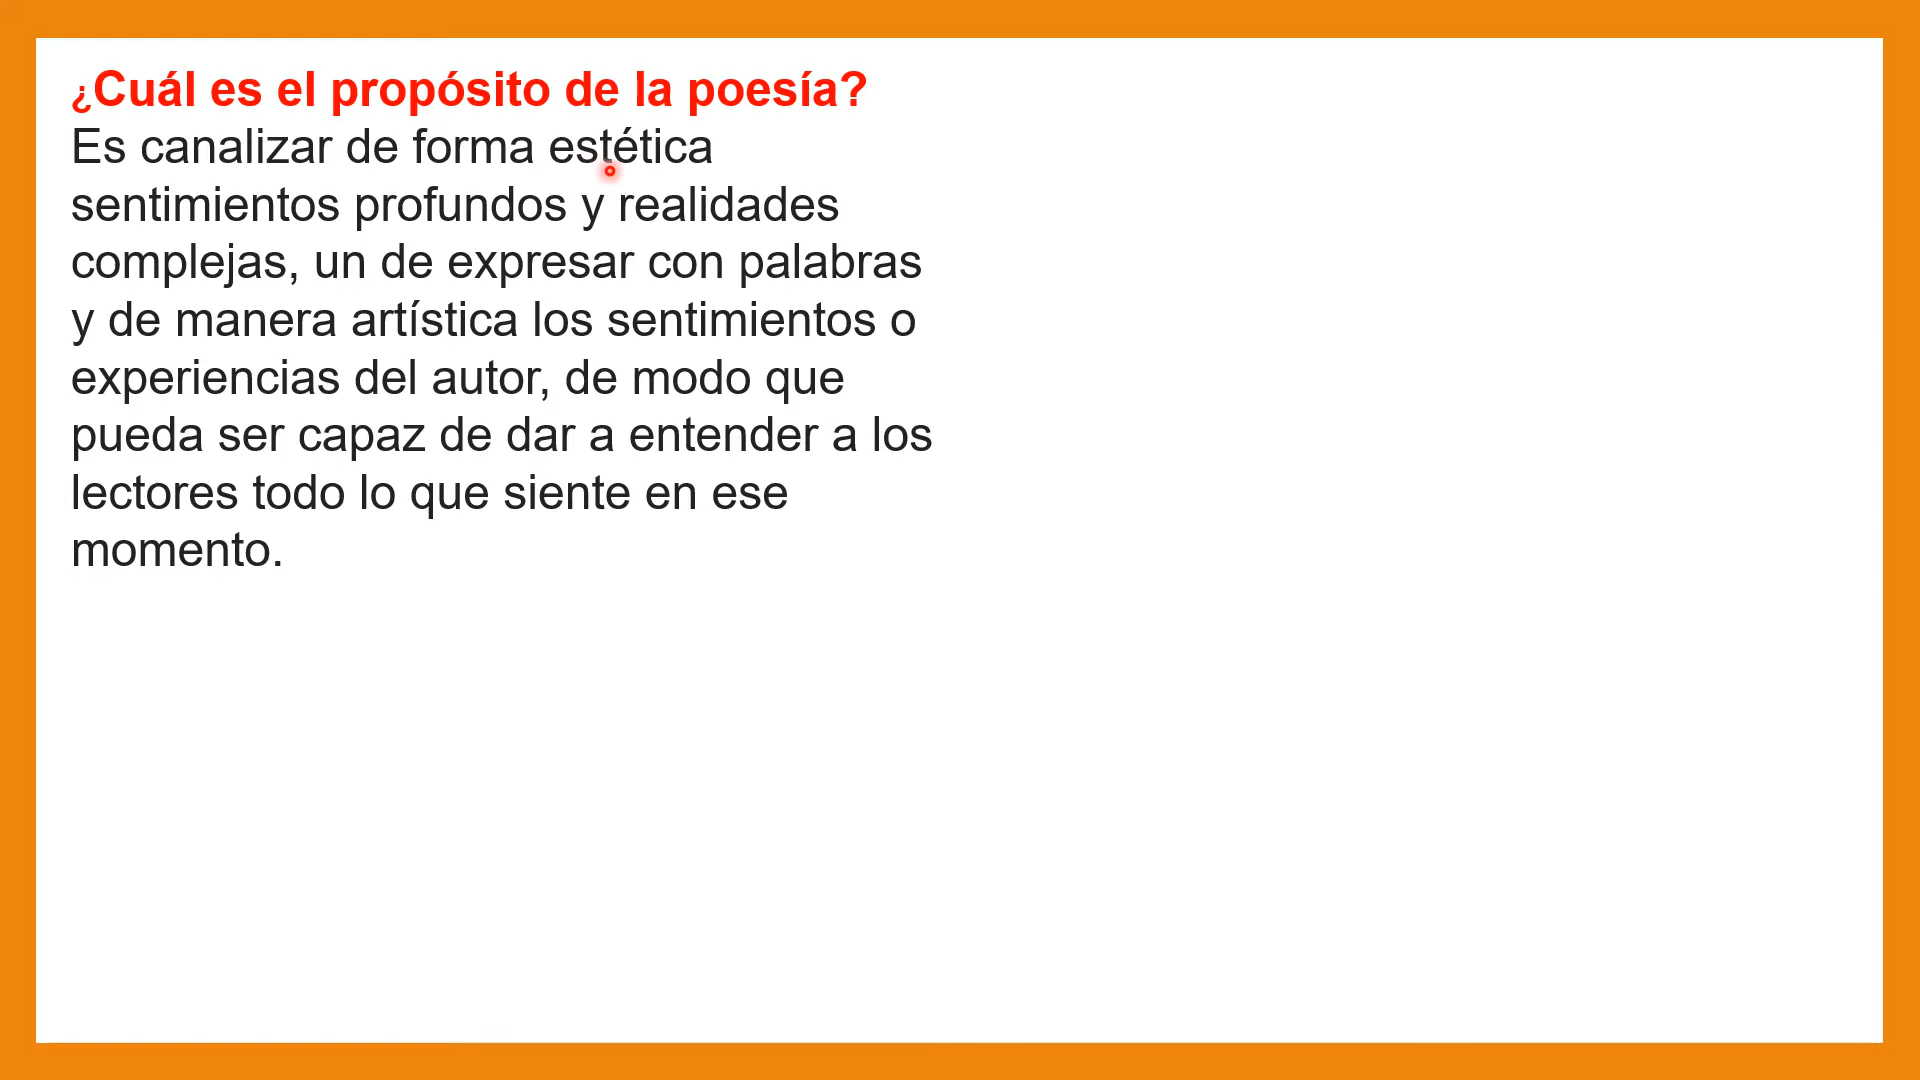 ¿Cuál es el propósito de la poesía?
Es canalizar de forma estética
sentimientos profundos y realidades
complejas, un de expresar con palabras
y de manera artística los sentimientos o
experiencias del autor, de modo que
pueda ser capaz de dar a entender a los
lectores todo lo que siente en ese
momento.